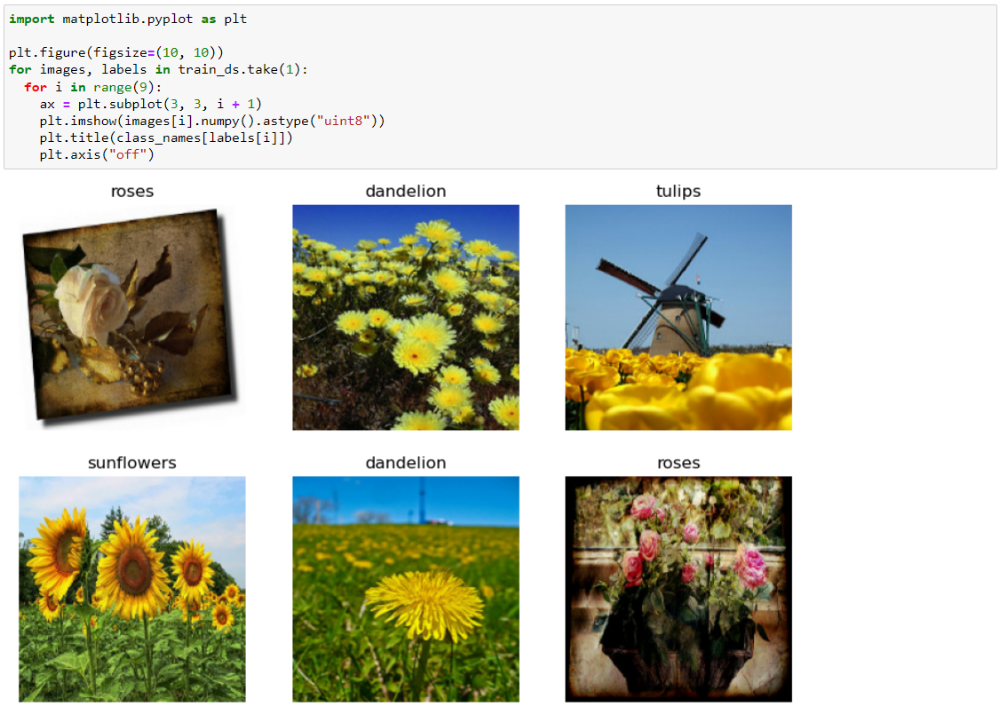 import matplotlib.pyplot as plt
plt.figure(figsize=(10, 10))
for images, labels in train_ds.take(1):
  for i in range(9):
    ax = plt.subplot(3, 3, i + 1)
    plt.imshow(images[i].numpy().astype("uint8"))
    plt.title(class_names[labels[i]])
    plt.axis("off")
roses
dandelion
tulips
sunflowers
dandelion
roses